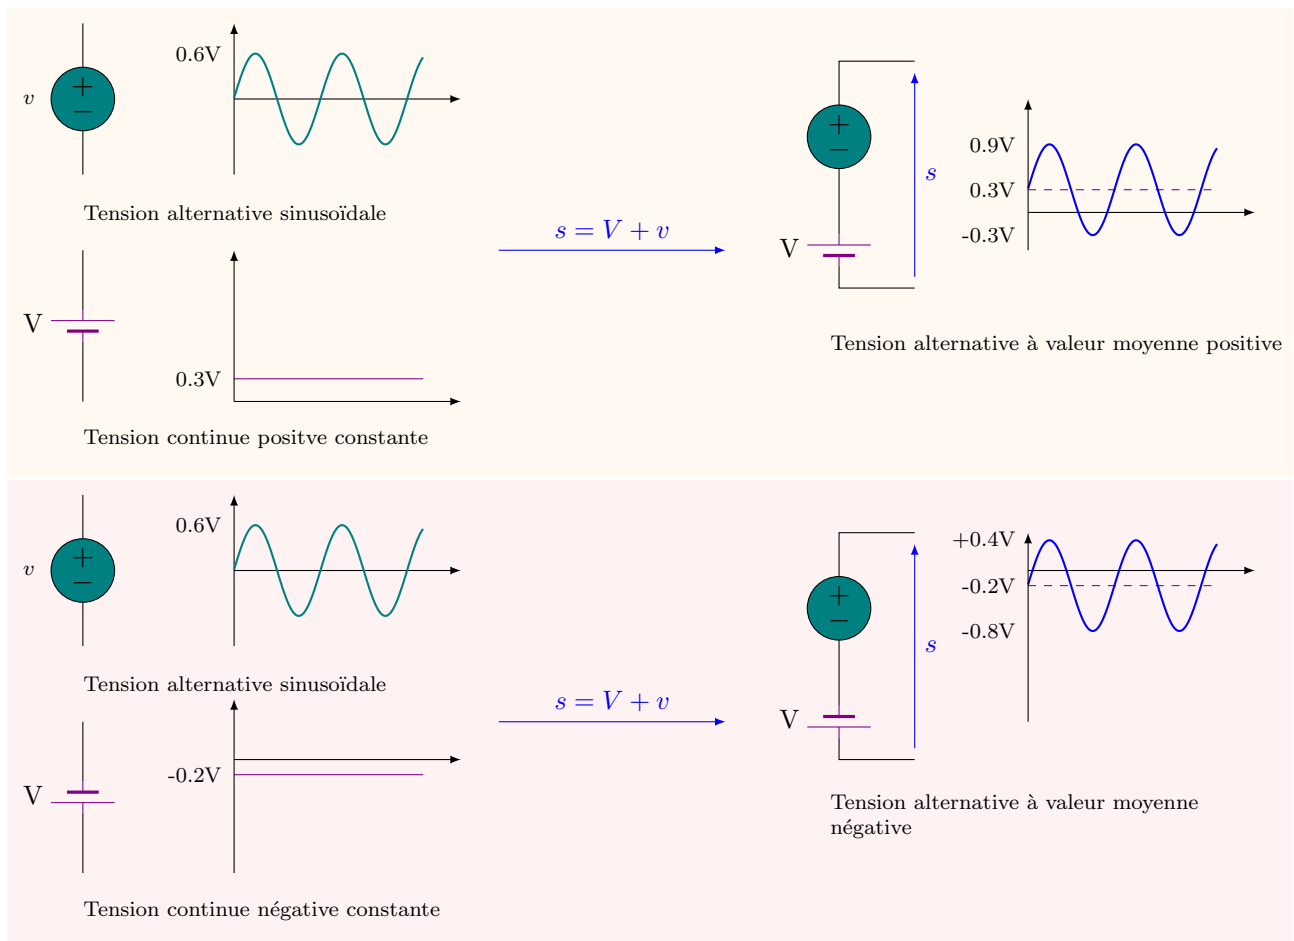 0.6V
v
Tension alternative sinusoïdale
V
0.3V
Tension continue positve constante
s = V + v
s
V
0.9V
0.3V
-0.3V
Tension alternative à valeur moyenne positive
0.6V
v
Tension alternative sinusoïdale
-0.2V
V
Tension continue négative constante
s = V + v
s
V
+0.4V
-0.2V
-0.8V
Tension alternative à valeur moyenne
négative